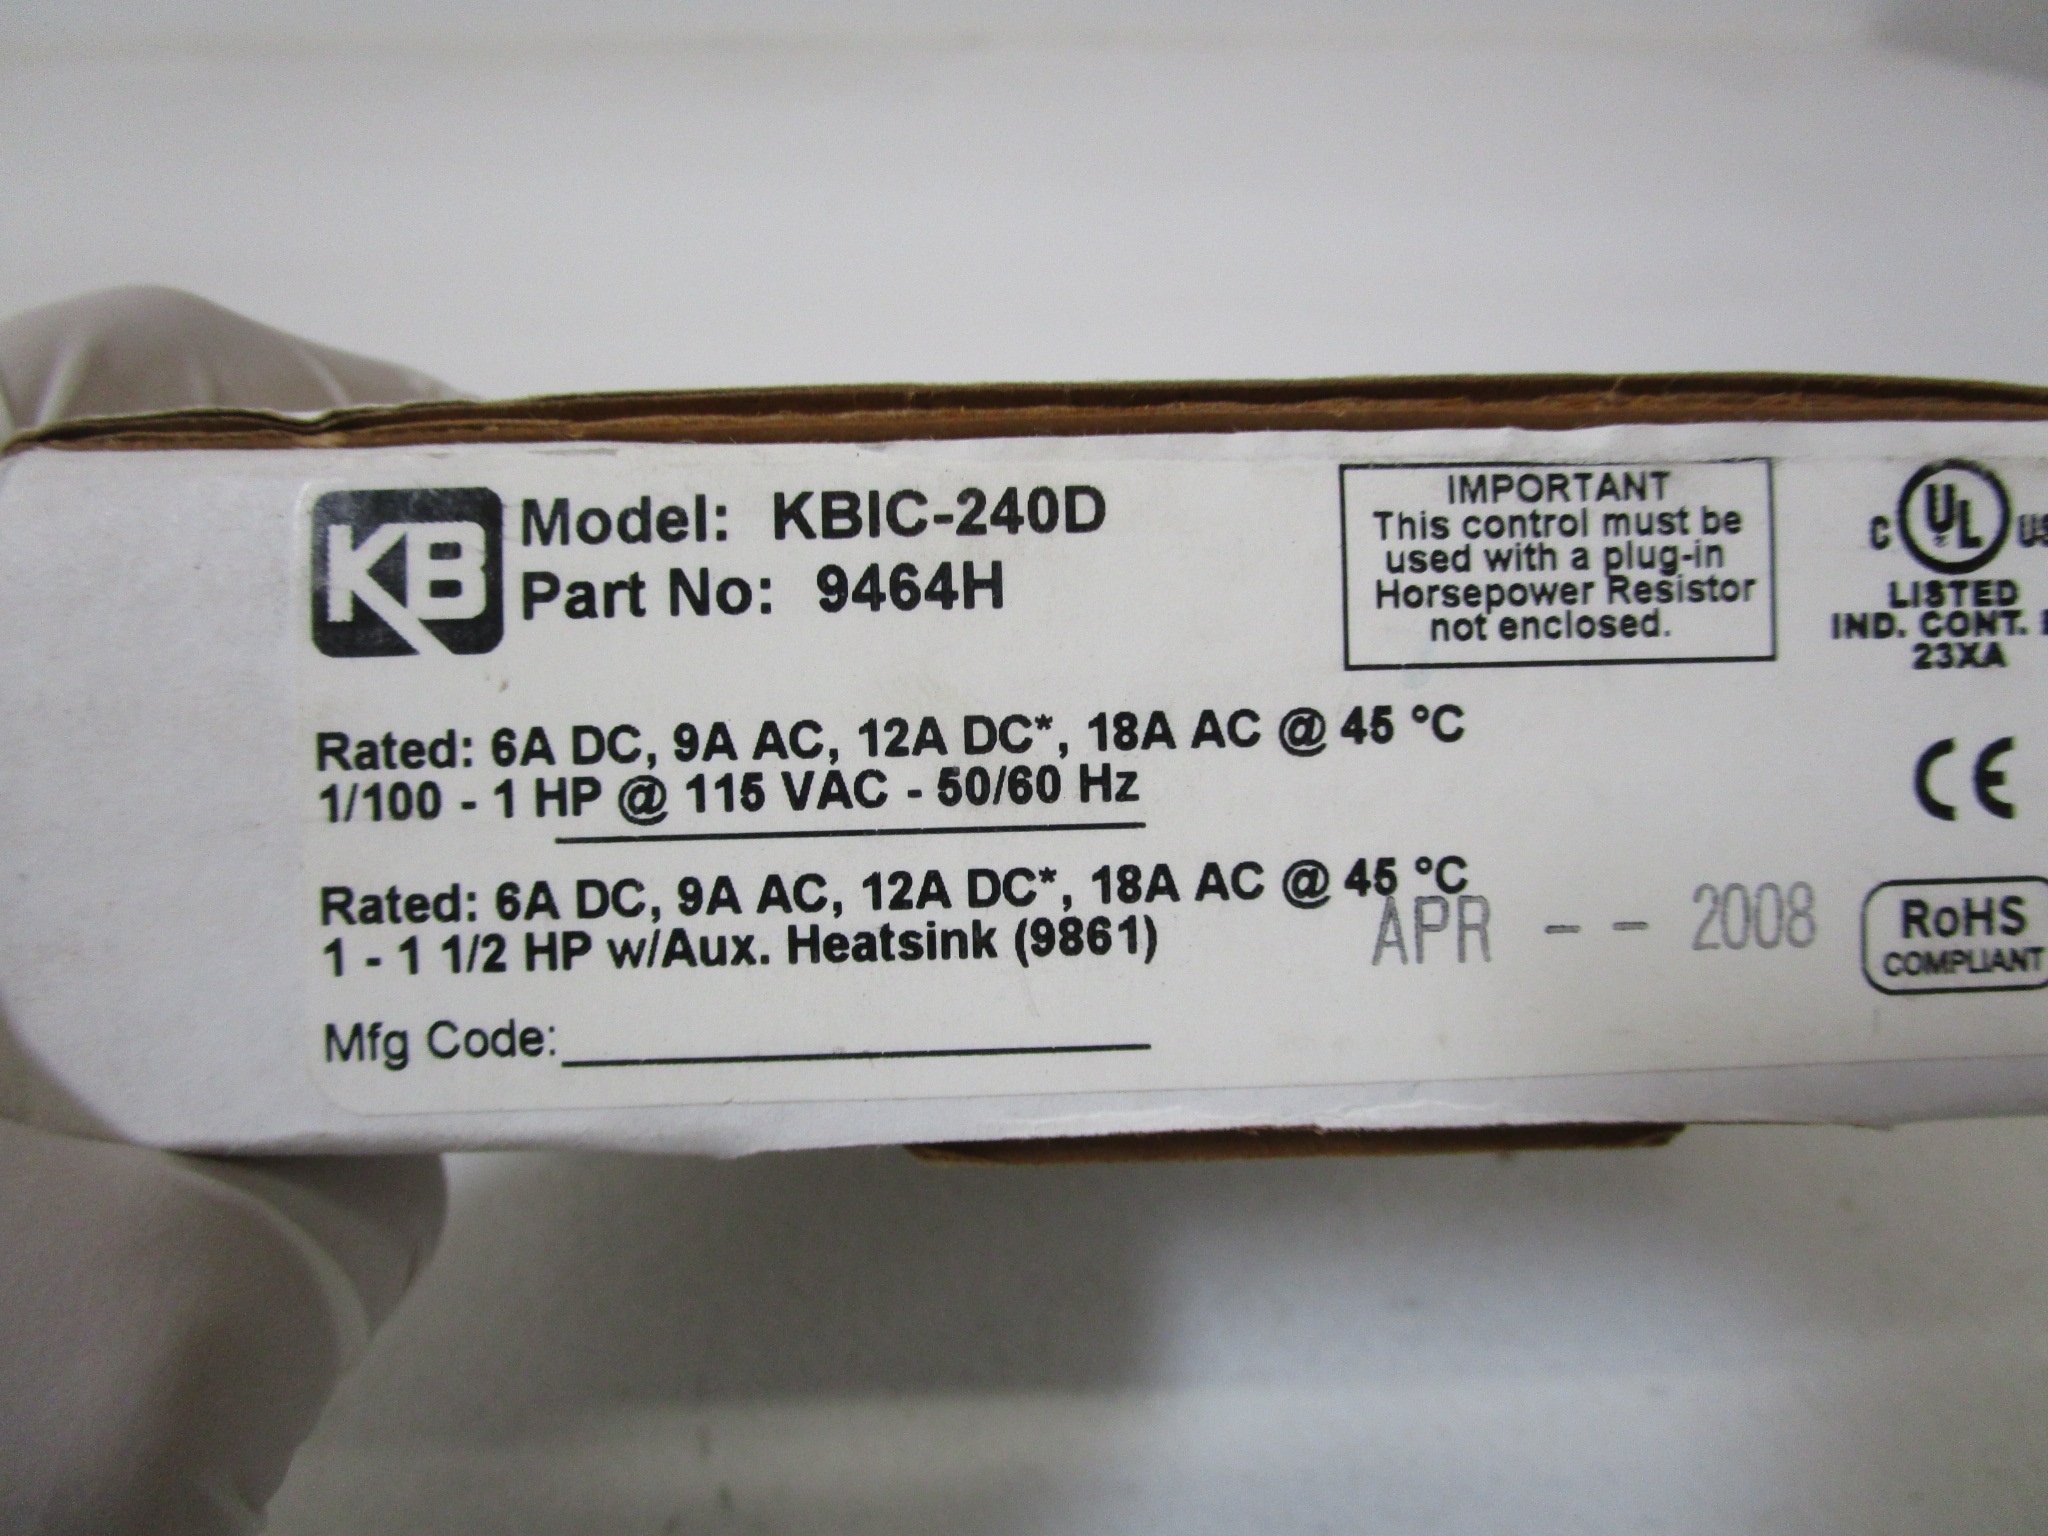 KB
Model: KBIC-240D
Part No: 9464H
IMPORTANT
This control must be
used with a plug-in
Horsepower Resistor
not enclosed.
C UL US
LISTED
IND. CONT.
23XA
Rated: 6A DC, 9A AC, 12A DC*, 18A AC @ 45 °C
1/100 - 1 HP @ 115 VAC - 50/60 Hz
CE
Rated: 6A DC, 9A AC, 12A DC*, 18A AC @ 45 °C
1 - 1 1/2 HP w/Aux. Heatsink (9861)
APR -- 2008
RoHS
COMPLIANT
Mfg Code: